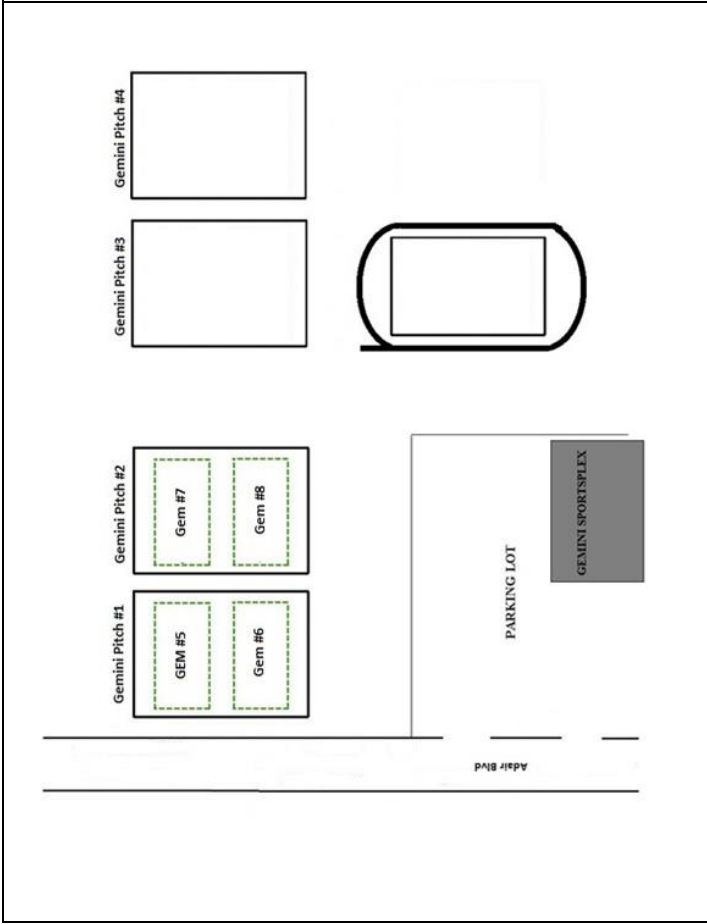 Gemini Pitch #4
Gemini Pitch #3
Gemini Pitch #2
Gem #7
Gem #8
Gemini Pitch #1
GEM #5
Gem #6
GEMINI SPORTSPLEX
PARKING LOT
Adair Blvd